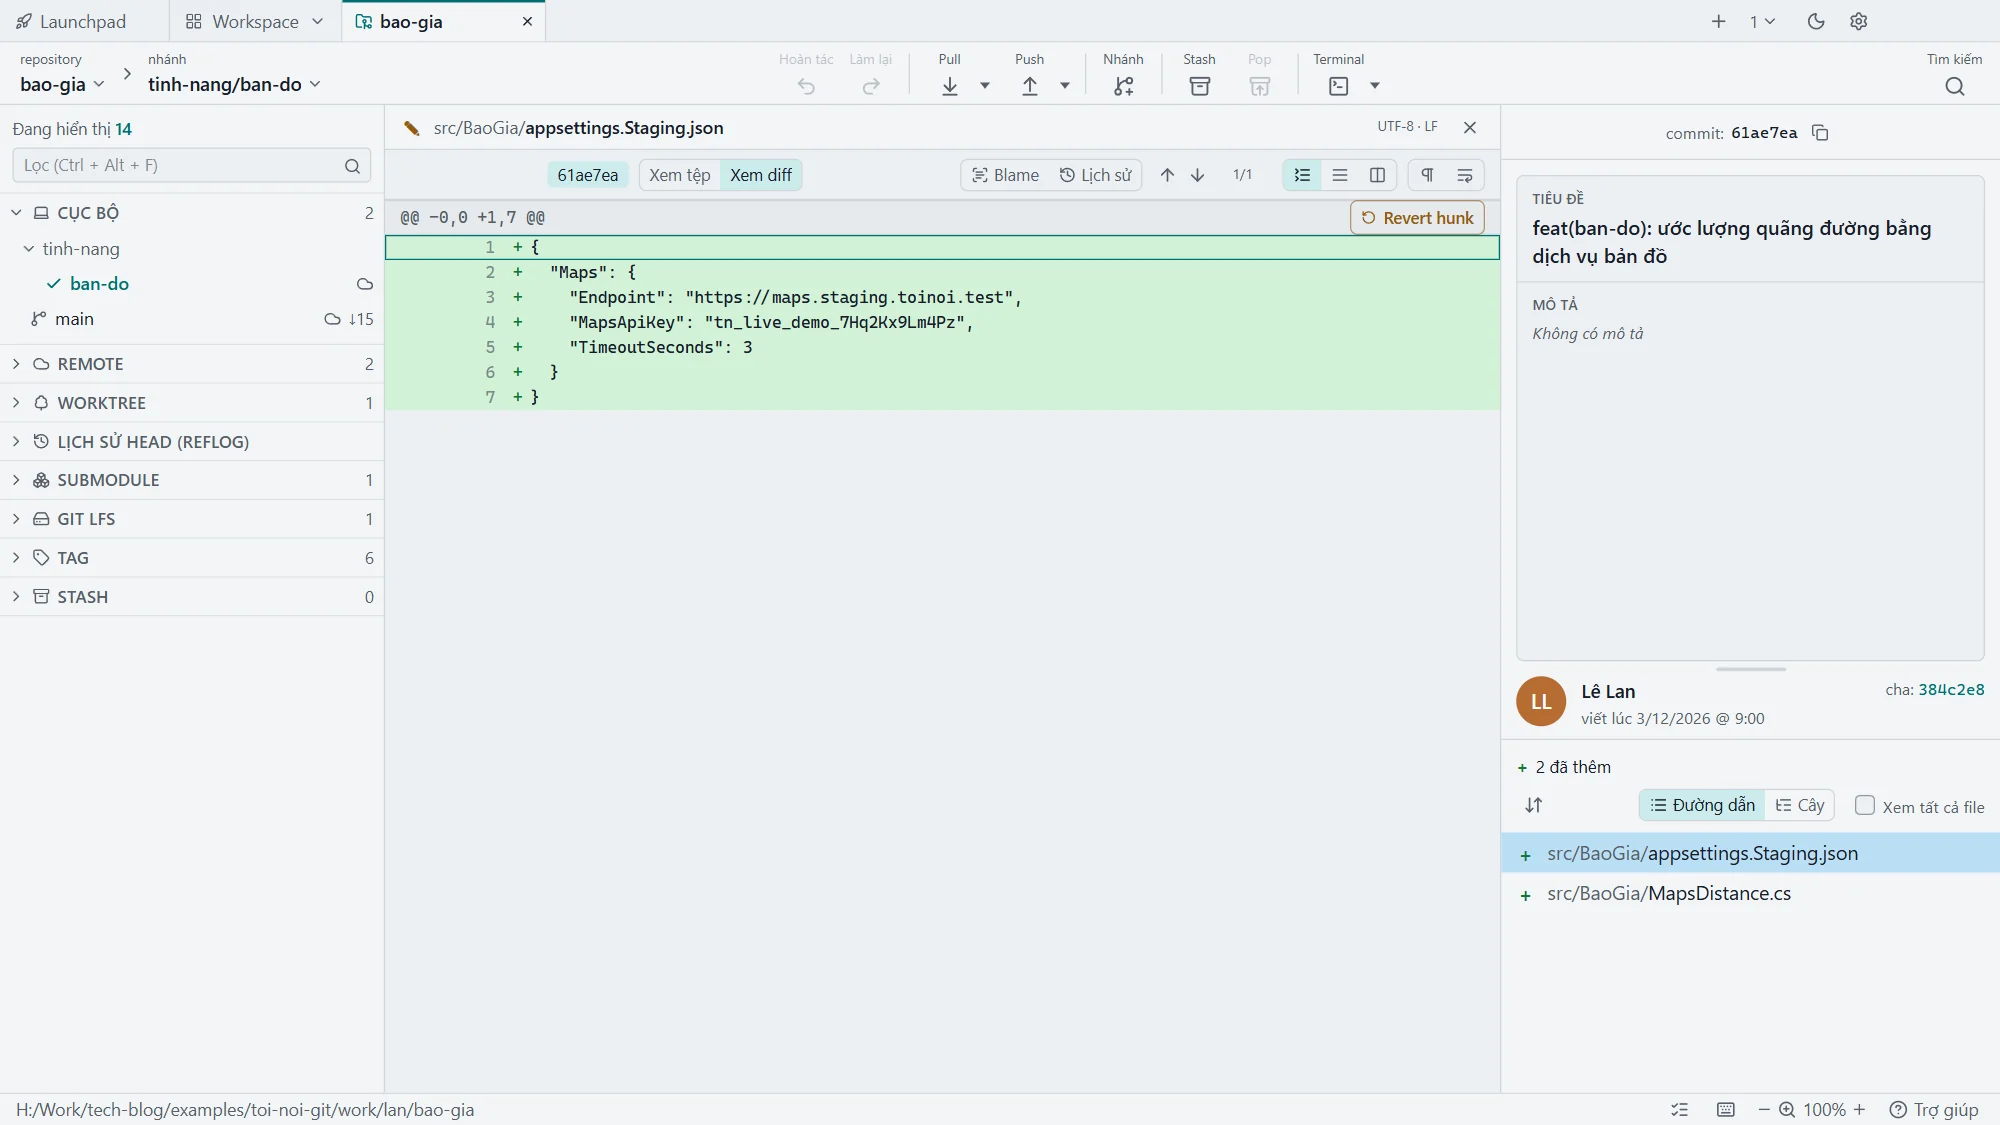 Launchpad
Workspace
bao-gia
1
repository
bao-gia
nhánh
tinh-nang/ban-do
Hoàn tác
Làm lại
Pull
Push
Nhánh
Stash
Pop
Terminal
Tìm kiếm
Đang hiển thị 14
Lọc (Ctrl + Alt + F)
CỤC BỘ 2
tinh-nang
ban-do
main ↓15
REMOTE 2
WORKTREE 1
LỊCH SỬ HEAD (REFLOG)
SUBMODULE 1
GIT LFS 1
TAG 6
STASH 0
src/BaoGia/appsettings.Staging.json
UTF-8 · LF
61ae7ea
Xem tệp
Xem diff
Blame
Lịch sử
1/1
@@ -0,0 +1,7 @@
Revert hunk
1 + {
2 + "Maps": {
3 + "Endpoint": "https://maps.staging.toinoi.test",
4 + "MapsApiKey": "tn_live_demo_7Hq2Kx9Lm4Pz",
5 + "TimeoutSeconds": 3
6 + }
7 + }
commit: 61ae7ea
TIÊU ĐỀ
feat(ban-do): ước lượng quãng đường bằng
dịch vụ bản đồ
MÔ TẢ
Không có mô tả
LL
Lê Lan
viết lúc 3/12/2026 @ 9:00
cha: 384c2e8
+ 2 đã thêm
Đường dẫn
Cây
Xem tất cả file
+ src/BaoGia/appsettings.Staging.json
+ src/BaoGia/MapsDistance.cs
H:/Work/tech-blog/examples/toi-noi-git/work/lan/bao-gia
100%
Trợ giúp